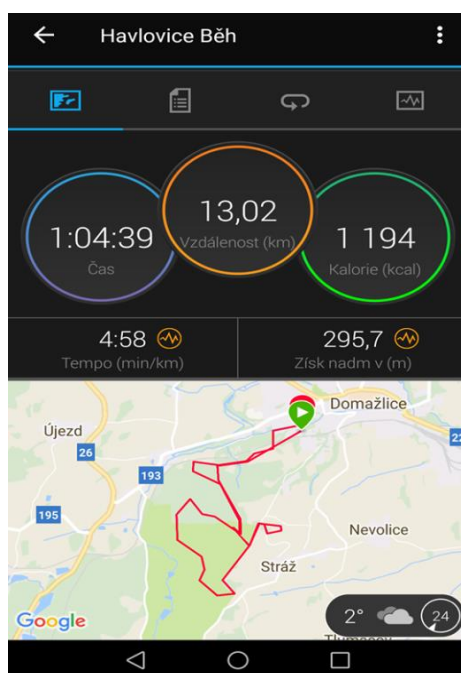 Havlovice Běh
1:04:39
Čas
13,02
Vzdálenost (km)
1 194
Kalorie (kcal)
4:58
Tempo (min/km)
295,7
Získ nadm v (m)
Domažlice
Újezd
26
22
193
195
Nevolice
Stráž
Google
2°
24